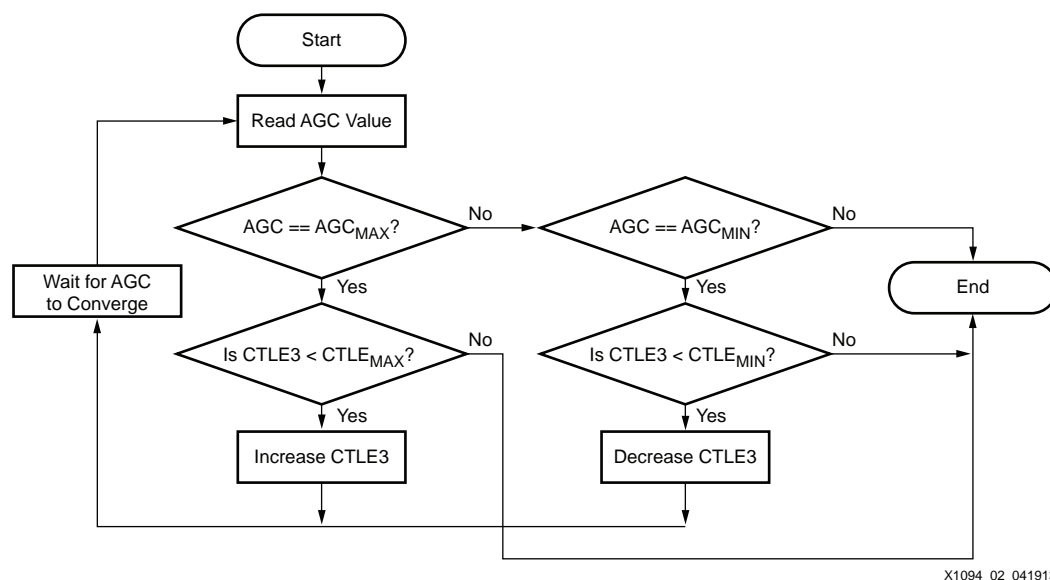 Start
Read AGC Value
AGC == AGCMAX?
No
AGC == AGCMIN?
No
Wait for AGC
to Converge
Yes
Yes
End
Is CTLE3 < CTLEMAX?
No
Is CTLE3 < CTLEMIN?
No
Yes
Yes
Increase CTLE3
Decrease CTLE3
X1094_02_04191